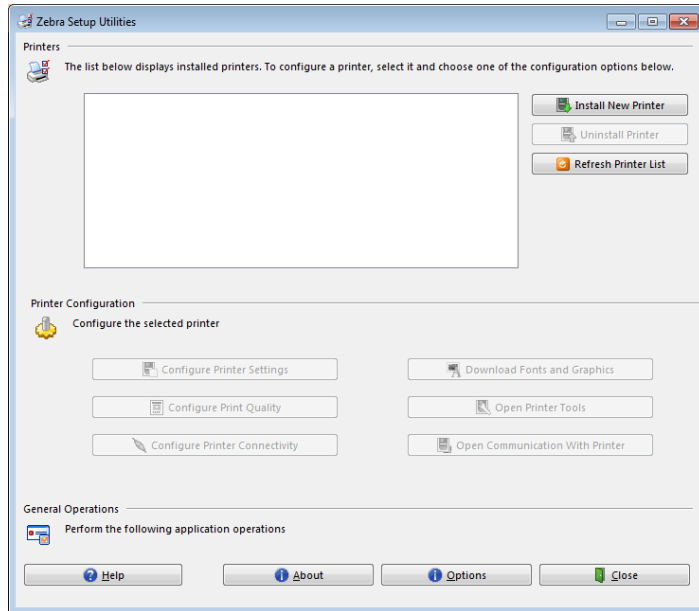 Zebra Setup Utilities
Printers
The list below displays installed printers. To configure a printer, select it and choose one of the configuration options below.
Install New Printer
Uninstall Printer
Refresh Printer List
Printer Configuration
Configure the selected printer
Configure Printer Settings
Download Fonts and Graphics
Configure Print Quality
Open Printer Tools
Configure Printer Connectivity
Open Communication With Printer
General Operations
Perform the following application operations
Help
About
Options
Close